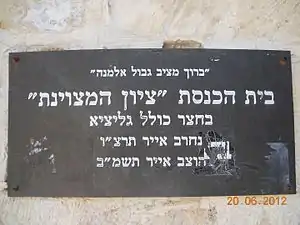 "ברוך מציב גבול אלמנה"
בית הכנסת "ציון המצוינת"
בחצר כולל גליציא
נחרב אייר תרצ"ו
הוצב אייר תשמ"ב
20 06 2012